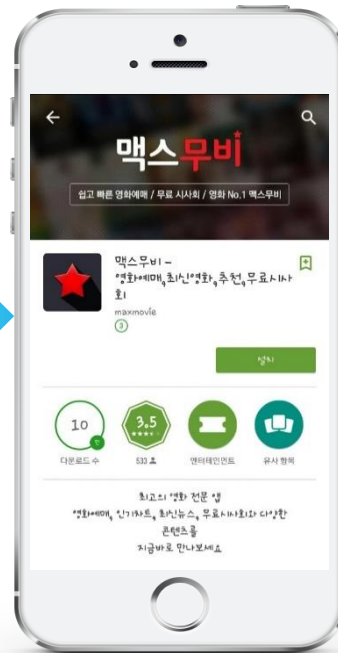 맥스무비
쉽고 빠른 영화예매 / 무료 시사회 / 영화 No.1 맥스무비
맥스무비 -
영화예매,최신영화,추천,무료시사
회
maxmovie
3
설치
10
3.5
다운로드 수
533
엔터테인먼트
유사 항목
최고의 영화 전문 앱
영화예매, 인기차트, 최신뉴스, 무료시사회와 다양한
콘텐츠를
지금바로 만나보세요